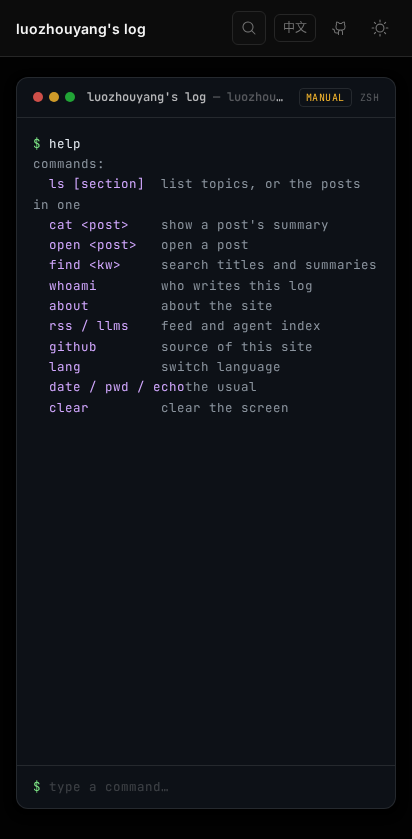 luozhouyang's log
中文
luozhouyang's log — luozhou…
MANUAL
ZSH
$ help
commands:
ls [section] list topics, or the posts
in one
cat <post> show a post's summary
open <post> open a post
find <kw> search titles and summaries
whoami who writes this log
about about the site
rss / llms feed and agent index
github source of this site
lang switch language
date / pwd / echothe usual
clear clear the screen
$ type a command…